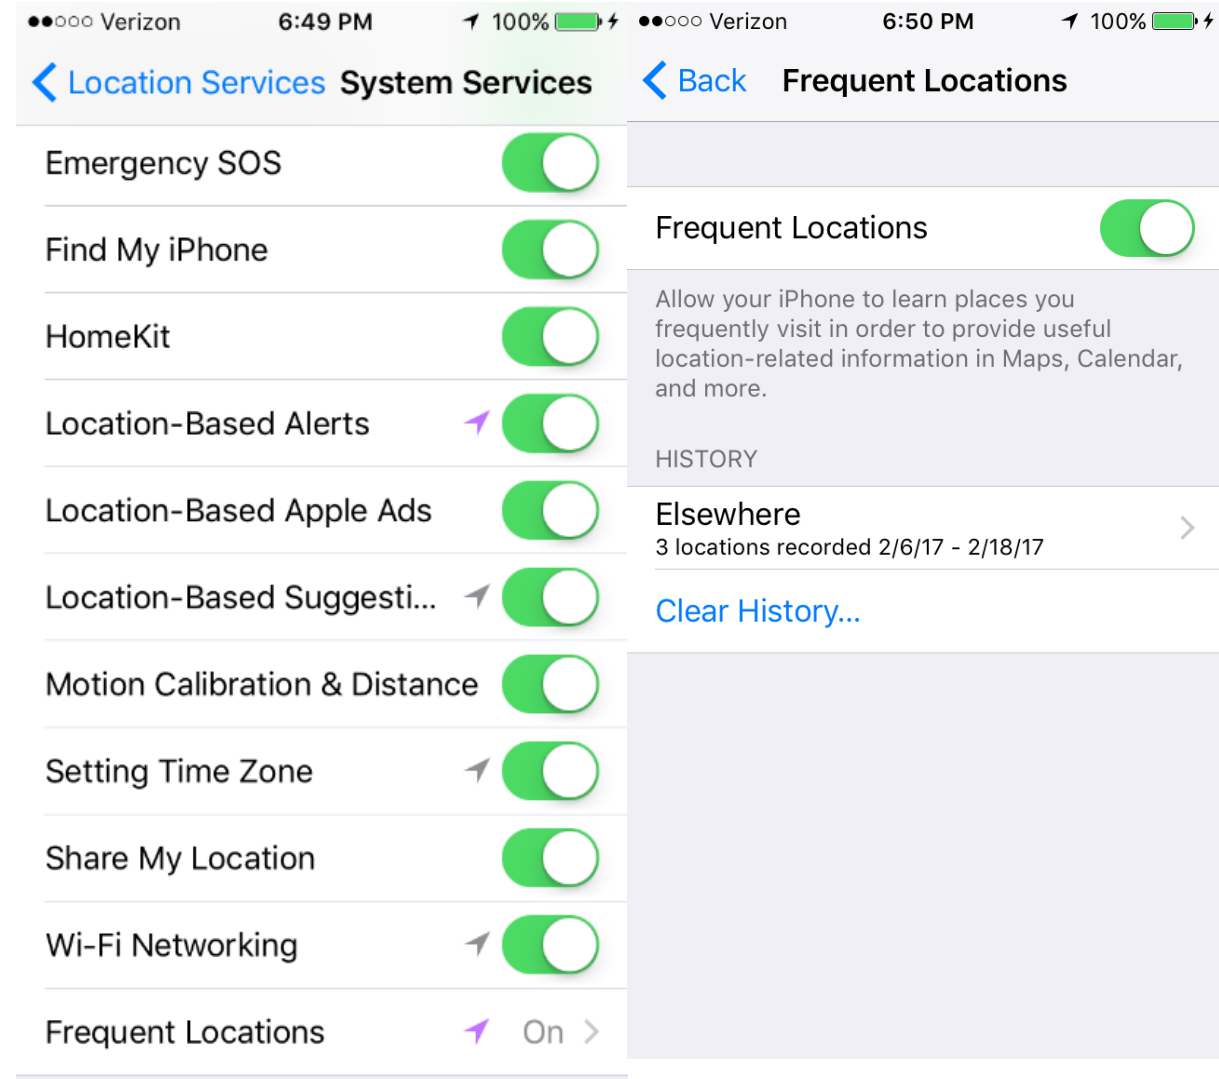 Verizon 6:49 PM 100%
Location Services System Services
Emergency SOS
Find My iPhone
HomeKit
Location-Based Alerts
Location-Based Apple Ads
Location-Based Suggesti...
Motion Calibration & Distance
Setting Time Zone
Share My Location
Wi-Fi Networking
Frequent Locations On
Verizon 6:50 PM 100%
Back Frequent Locations
Frequent Locations
Allow your iPhone to learn places you
frequently visit in order to provide useful
location-related information in Maps, Calendar,
and more.
HISTORY
Elsewhere
3 locations recorded 2/6/17 - 2/18/17
Clear History...